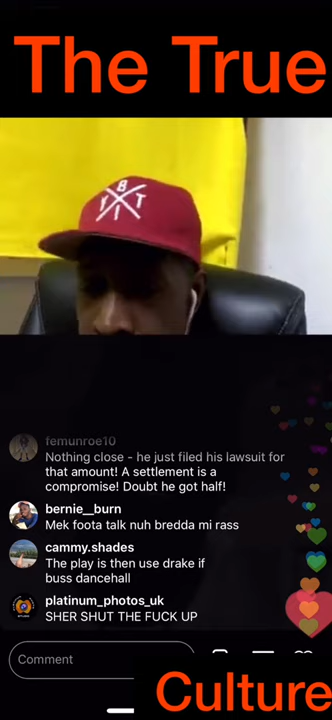 The True
femunroe10
Nothing close - he just filed his lawsuit for
that amount! A settlement is a
compromise! Doubt he got half!
bernie__burn
Mek foota talk nuh bredda mi rass
cammy.shades
The play is then use drake if
buss dancehall
platinum_photos_uk
SHER SHUT THE FUCK UP
Comment
Culture